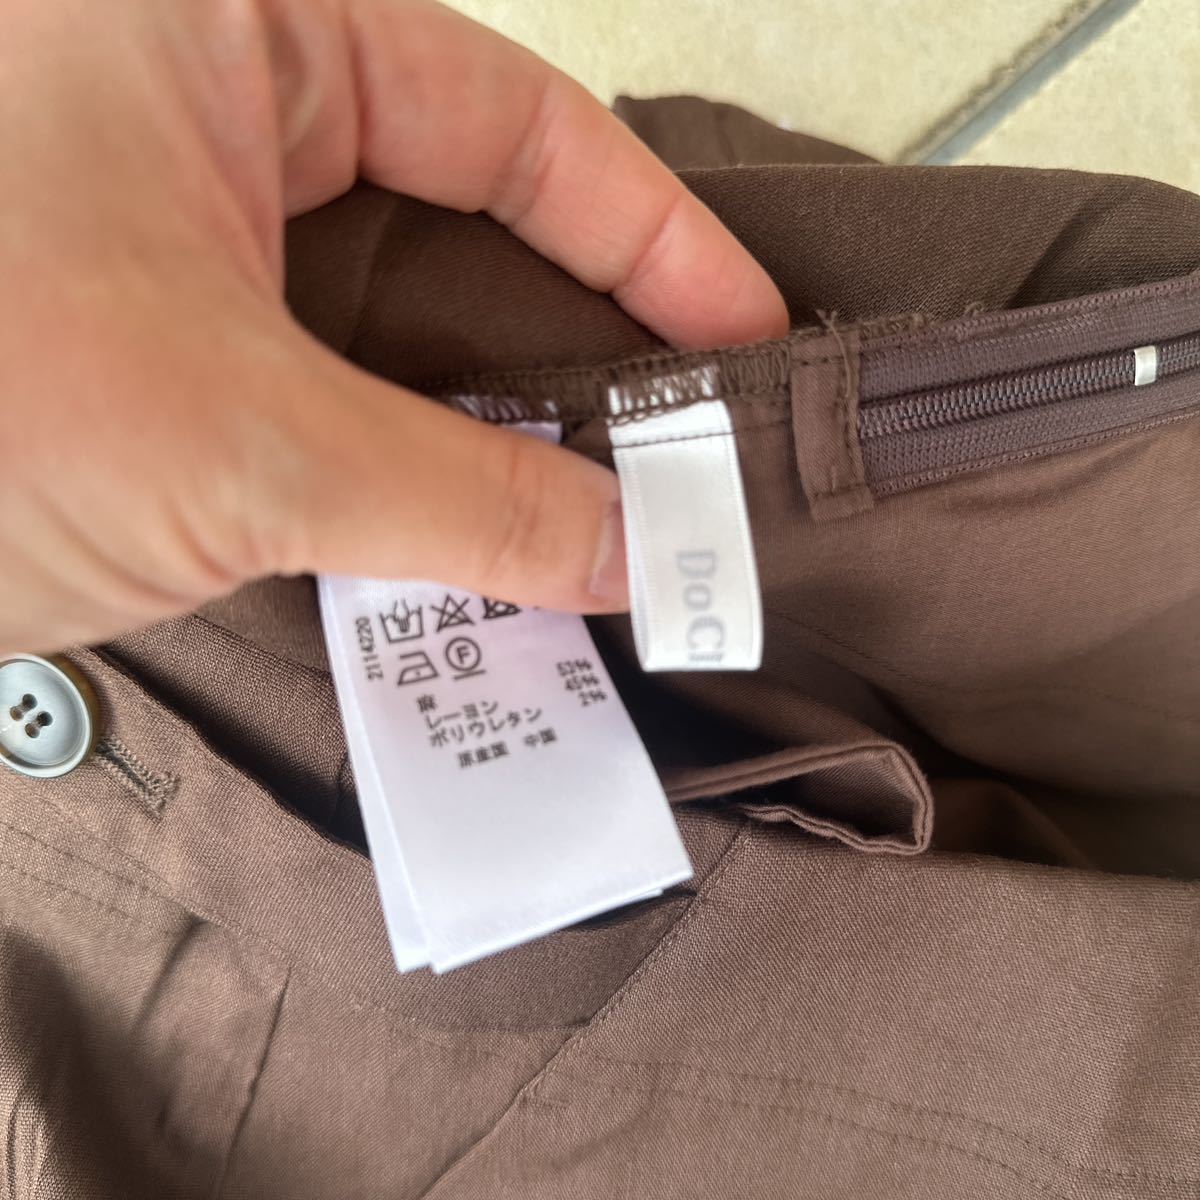 DoC
2114220
F
麻 53%
レーヨン 45%
ポリウレタン 2%
原産国 中国